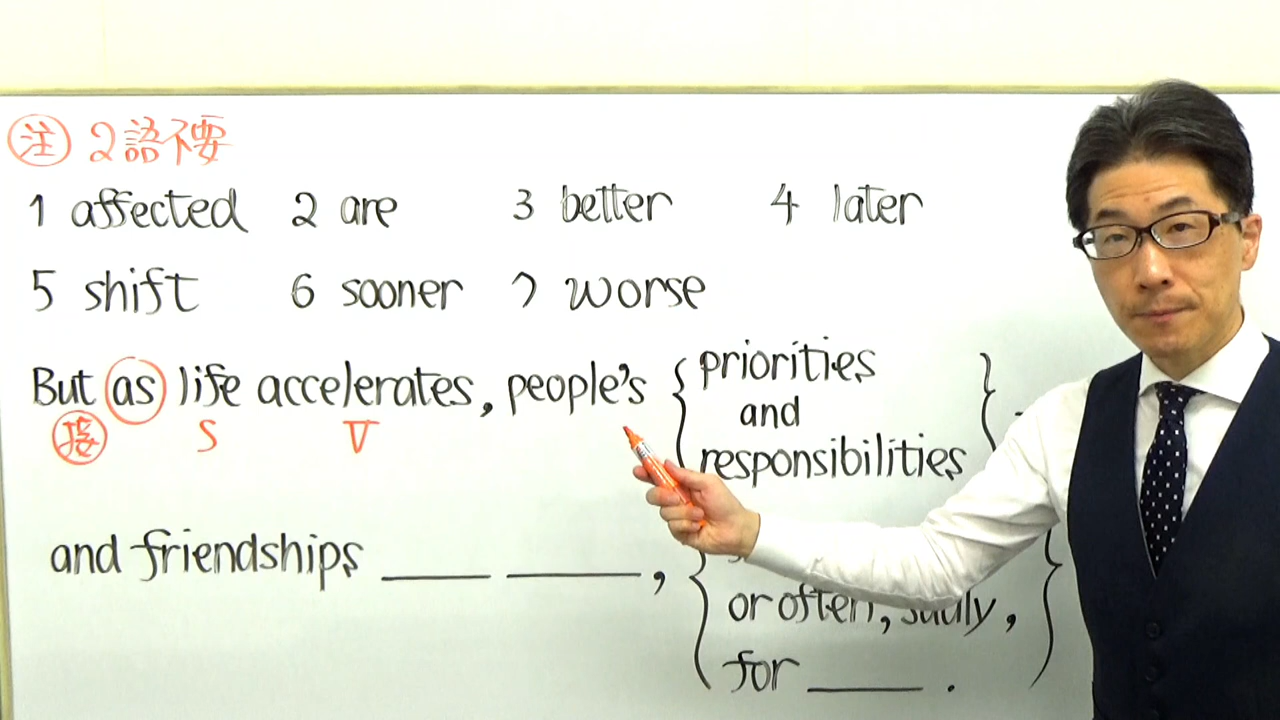 注 2語不要
1 affected 2 are 3 better 4 later
5 shift 6 sooner 7 worse
But as life accelerates, people's { priorities and responsibilities }
接 S V
and friendships ____ ____, { or often, sadly, for ____ . }